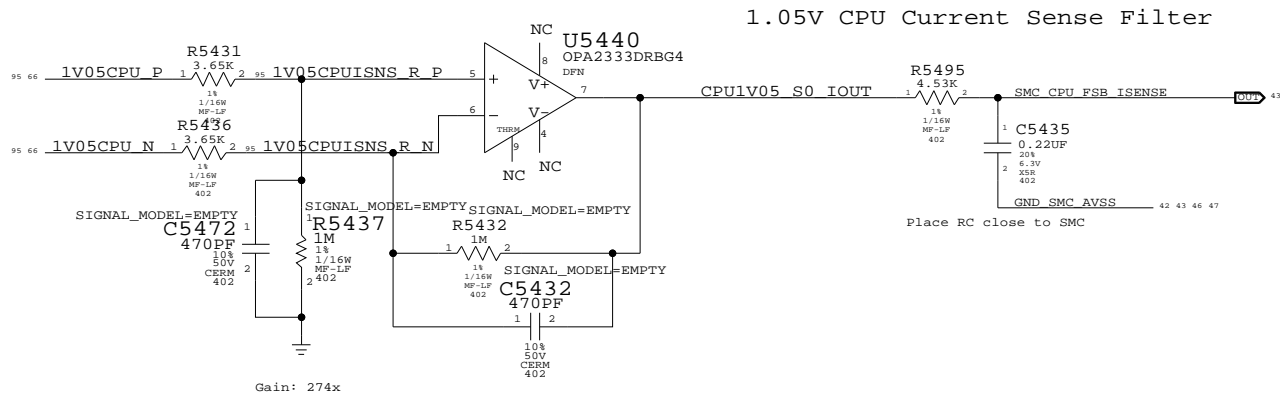 1.05V CPU Current Sense Filter
NC
U5440
OPA2333DRBG4
DFN
8
V+
R5431
3.65K
95 66 1V05CPU_P 1 2 95 1V05CPUISNS_R_P 5 +
1%
1/16W
MF-LF
402
7
CPU1V05_S0_IOUT
R5495
4.53K
1 2
1%
1/16W
MF-LF
402
SMC_CPU_FSB_ISENSE
OUT 43
R5436
3.65K
95 66 1V05CPU_N 1 2 95 1V05CPUISNS_R_N 6 −
1%
1/16W
MF-LF
402
V−
THRM
4
9
NC
NC
1
C5435
0.22UF
20%
6.3V
X5R
402
2
GND_SMC_AVSS 42 43 46 47
Place RC close to SMC
SIGNAL_MODEL=EMPTY
C5472
1
470PF
10%
50V
CERM
402
2
SIGNAL_MODEL=EMPTY
1
R5437
1M
1%
1/16W
MF-LF
402
2
SIGNAL_MODEL=EMPTY
R5432
1M
1 2
1%
1/16W
MF-LF
402
SIGNAL_MODEL=EMPTY
C5432
470PF
1 2
10%
50V
CERM
402
Gain: 274x